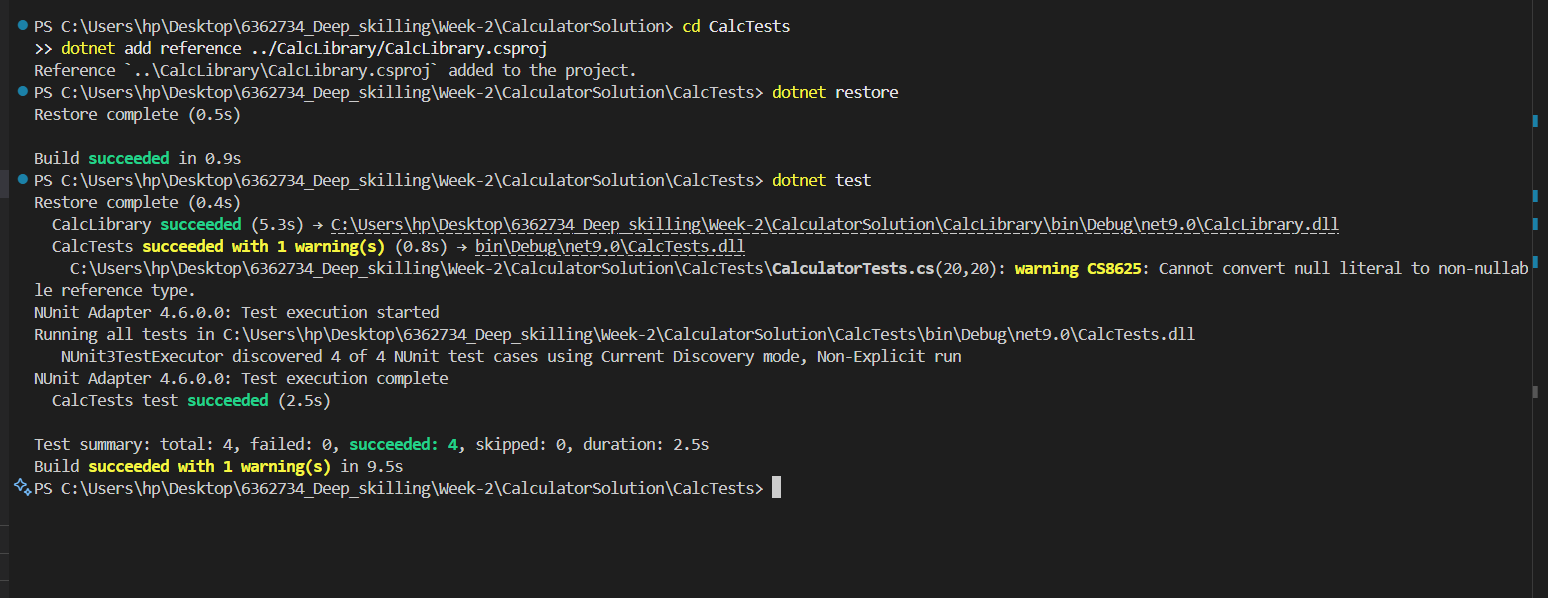 PS C:\Users\hp\Desktop\6362734_Deep_skilling\Week-2\CalculatorSolution> cd CalcTests
>> dotnet add reference ../CalcLibrary/CalcLibrary.csproj
Reference `..\CalcLibrary\CalcLibrary.csproj` added to the project.
PS C:\Users\hp\Desktop\6362734_Deep_skilling\Week-2\CalculatorSolution\CalcTests> dotnet restore
Restore complete (0.5s)
Build succeeded in 0.9s
PS C:\Users\hp\Desktop\6362734_Deep_skilling\Week-2\CalculatorSolution\CalcTests> dotnet test
Restore complete (0.4s)
CalcLibrary succeeded (5.3s) → C:\Users\hp\Desktop\6362734_Deep_skilling\Week-2\CalculatorSolution\CalcLibrary\bin\Debug\net9.0\CalcLibrary.dll
CalcTests succeeded with 1 warning(s) (0.8s) → bin\Debug\net9.0\CalcTests.dll
C:\Users\hp\Desktop\6362734_Deep_skilling\Week-2\CalculatorSolution\CalcTests\CalculatorTests.cs(20,20): warning CS8625: Cannot convert null literal to non-nullab
le reference type.
NUnit Adapter 4.6.0.0: Test execution started
Running all tests in C:\Users\hp\Desktop\6362734_Deep_skilling\Week-2\CalculatorSolution\CalcTests\bin\Debug\net9.0\CalcTests.dll
NUnit3TestExecutor discovered 4 of 4 NUnit test cases using Current Discovery mode, Non-Explicit run
NUnit Adapter 4.6.0.0: Test execution complete
CalcTests test succeeded (2.5s)
Test summary: total: 4, failed: 0, succeeded: 4, skipped: 0, duration: 2.5s
Build succeeded with 1 warning(s) in 9.5s
PS C:\Users\hp\Desktop\6362734_Deep_skilling\Week-2\CalculatorSolution\CalcTests>